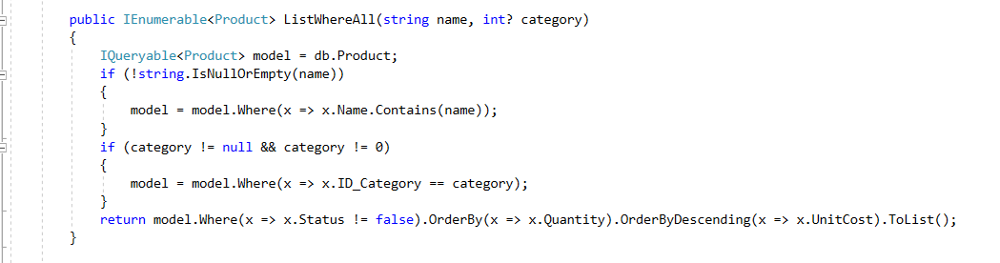 public IEnumerable<Product> ListWhereAll(string name, int? category)
{
IQueryable<Product> model = db.Product;
if (!string.IsNullOrEmpty(name))
{
model = model.Where(x => x.Name.Contains(name));
}
if (category != null && category != 0)
{
model = model.Where(x => x.ID_Category == category);
}
return model.Where(x => x.Status != false).OrderBy(x => x.Quantity).OrderByDescending(x => x.UnitCost).ToList();
}